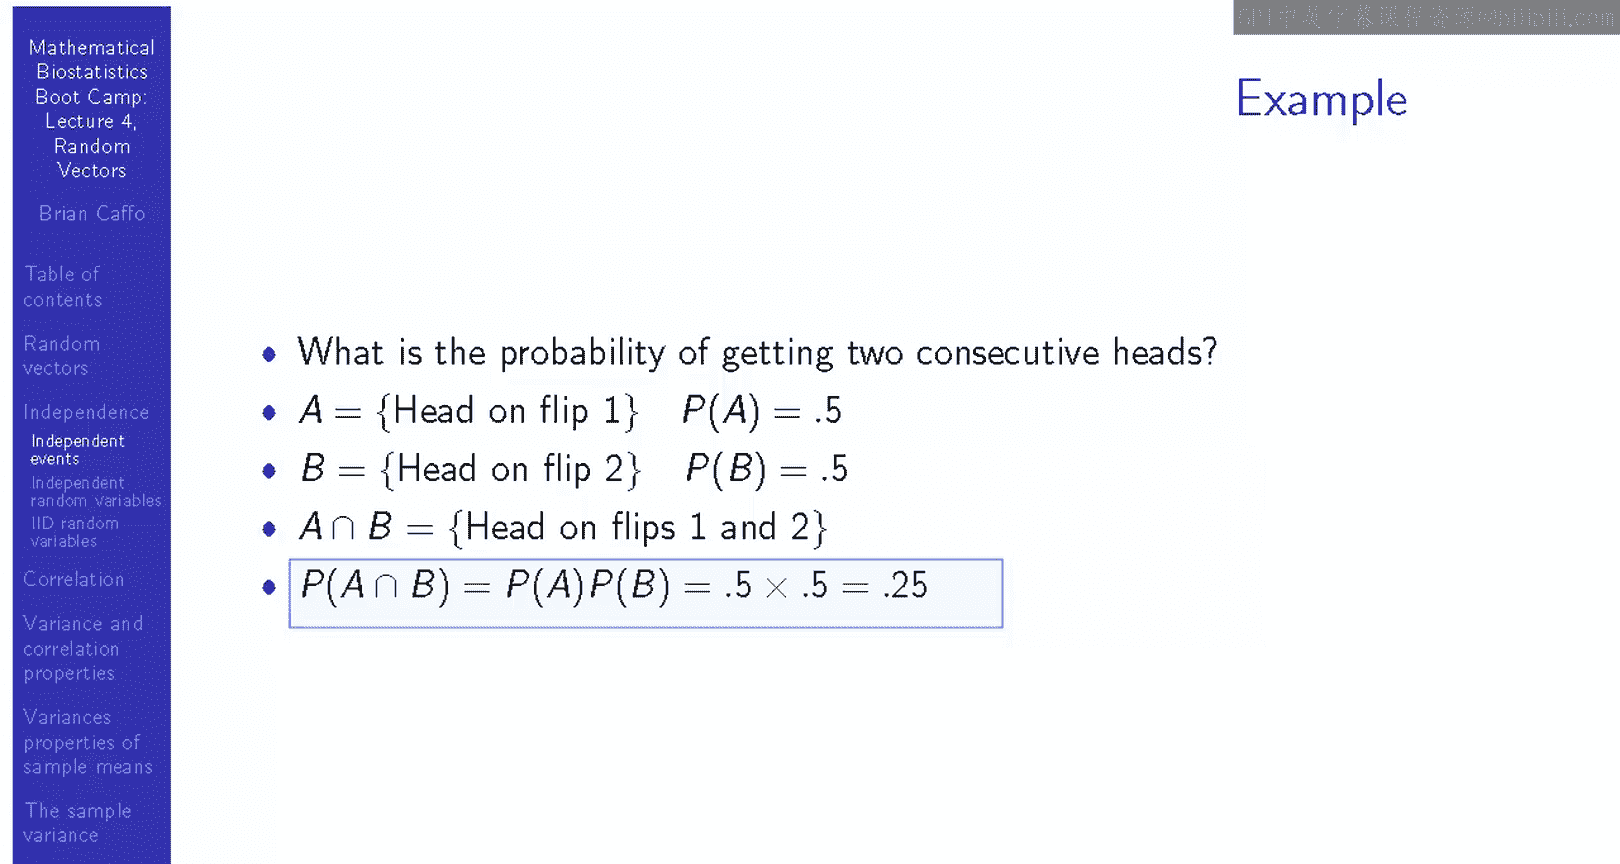 Mathematical
Biostatistics
Boot Camp:
Lecture 4,
Random
Vectors
Brian Caffo
Table of
contents
Random
vectors
Independence
Independent
events
Independent
random variables
IID random
variables
Correlation
Variance and
correlation
properties
Variances
properties of
sample means
The sample
variance
Example
• What is the probability of getting two consecutive heads?
• A = {Head on flip 1} P(A) = .5
• B = {Head on flip 2} P(B) = .5
• A ∩ B = {Head on flips 1 and 2}
• P(A ∩ B) = P(A)P(B) = .5 × .5 = .25